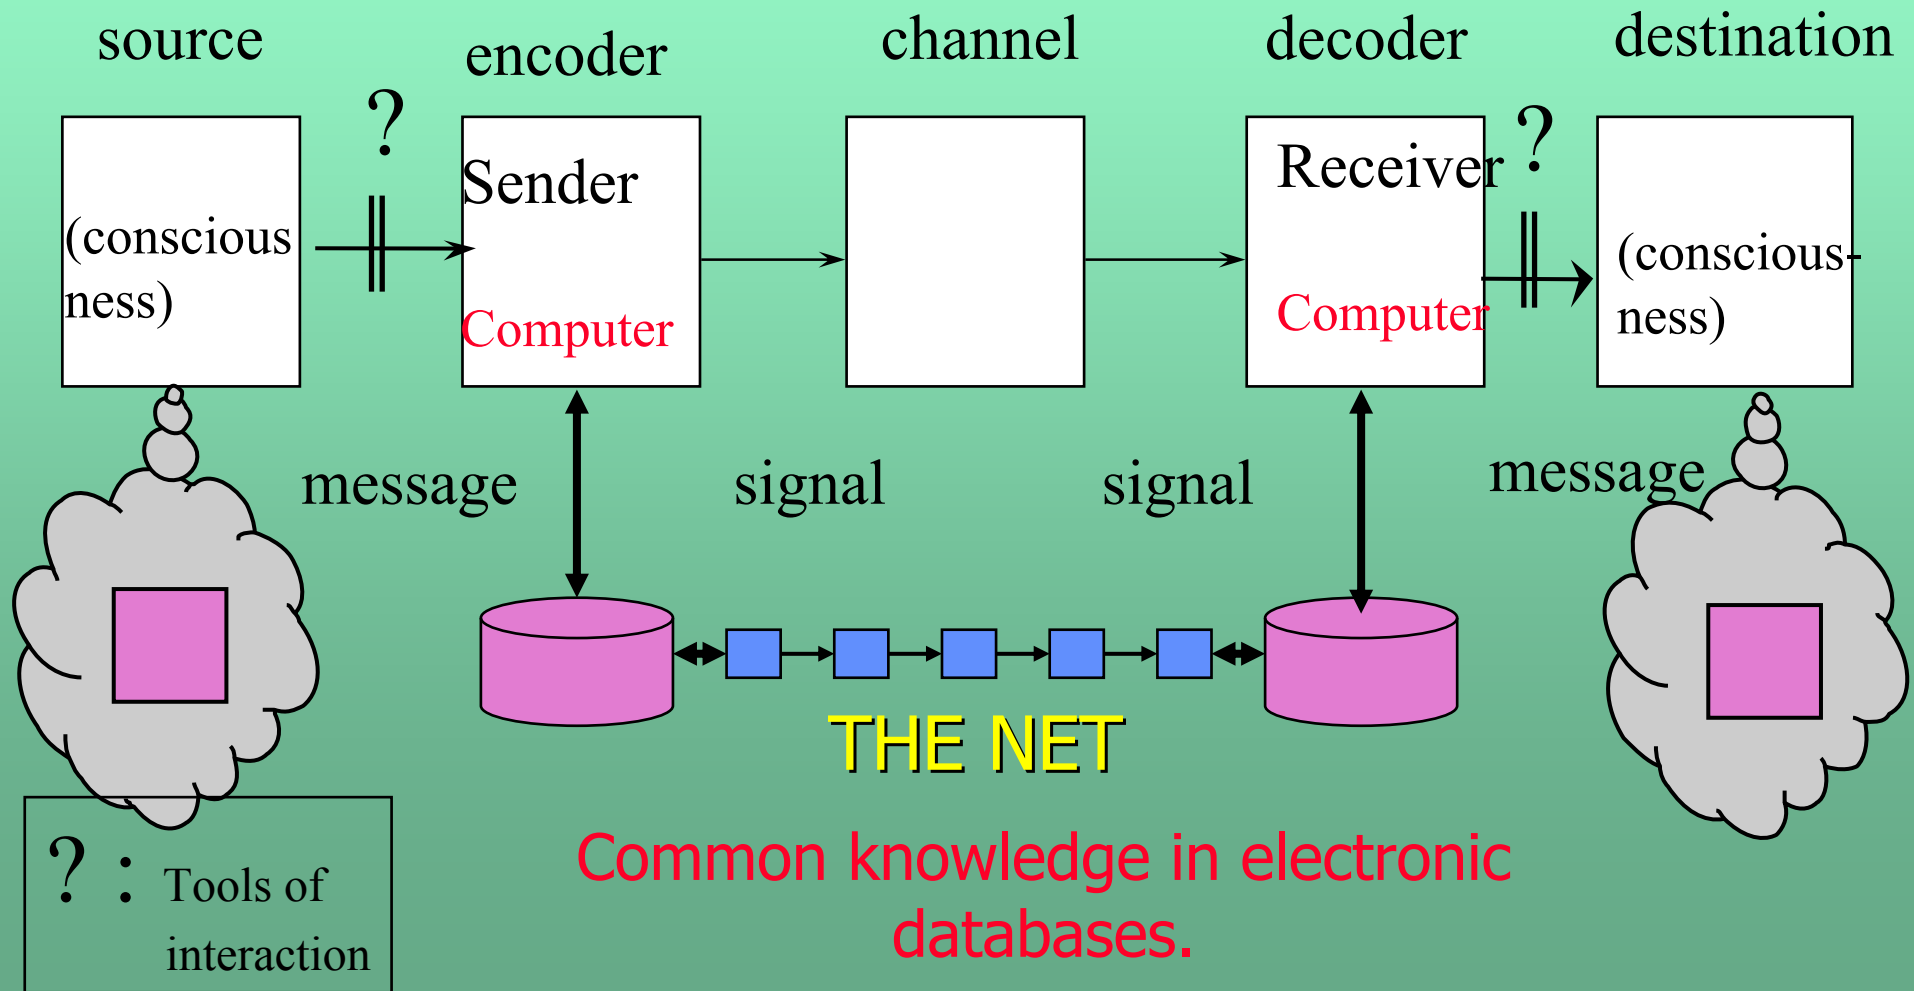 source
encoder
channel
decoder
destination
?
?
Sender
Receiver
(conscious
ness)
(conscious-
ness)
Computer
Computer
message
signal
signal
message
THE NET
Common knowledge in electronic
databases.
? : Tools of
interaction